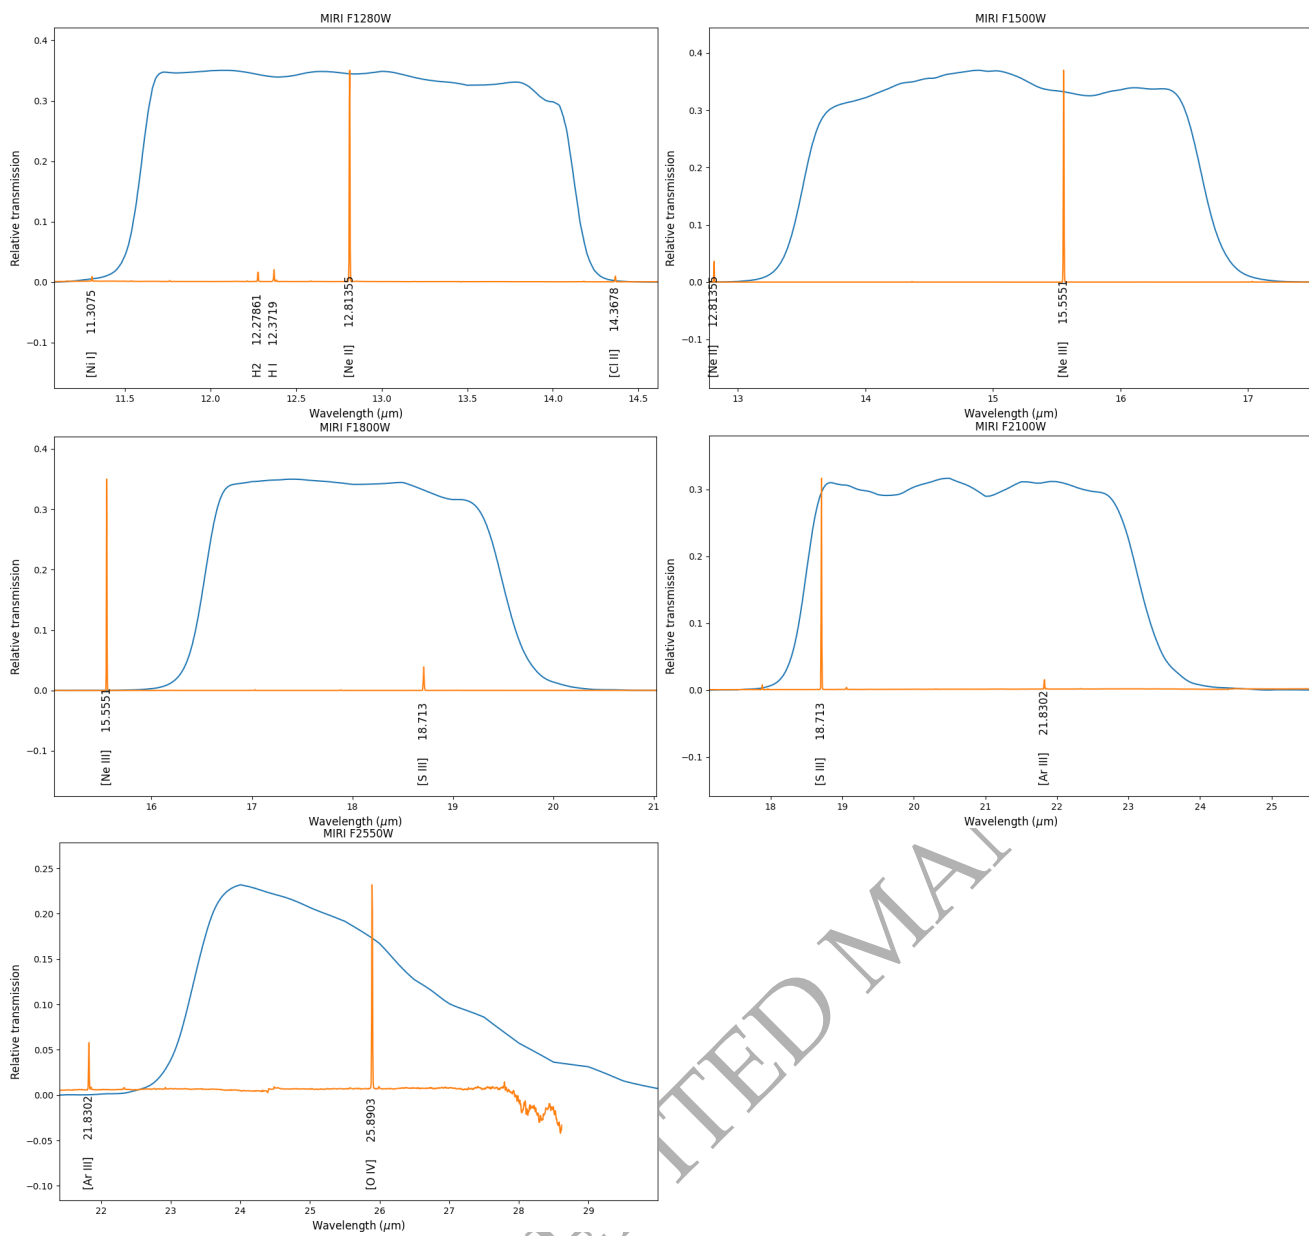 MIRI F1280W
Relative transmission
0.4
0.3
0.2
0.1
0.0
−0.1
[Ni I] 11.3075
H2 12.27861
H I 12.3719
[Ne II] 12.81355
[Cl II] 14.3678
11.5 12.0 12.5 13.0 13.5 14.0 14.5
Wavelength (μm)
MIRI F1500W
Relative transmission
0.4
0.3
0.2
0.1
0.0
−0.1
[Ne II] 12.81355
[Ne III] 15.5551
13 14 15 16 17
Wavelength (μm)
MIRI F1800W
Relative transmission
0.4
0.3
0.2
0.1
0.0
−0.1
[Ne III] 15.5551
[S III] 18.713
16 17 18 19 20 21
Wavelength (μm)
MIRI F2100W
Relative transmission
0.3
0.2
0.1
0.0
−0.1
[S III] 18.713
[Ar III] 21.8302
18 19 20 21 22 23 24 25
Wavelength (μm)
MIRI F2550W
Relative transmission
0.25
0.20
0.15
0.10
0.05
0.00
−0.05
−0.10
[Ar III] 21.8302
[O IV] 25.8903
22 23 24 25 26 27 28 29
Wavelength (μm)